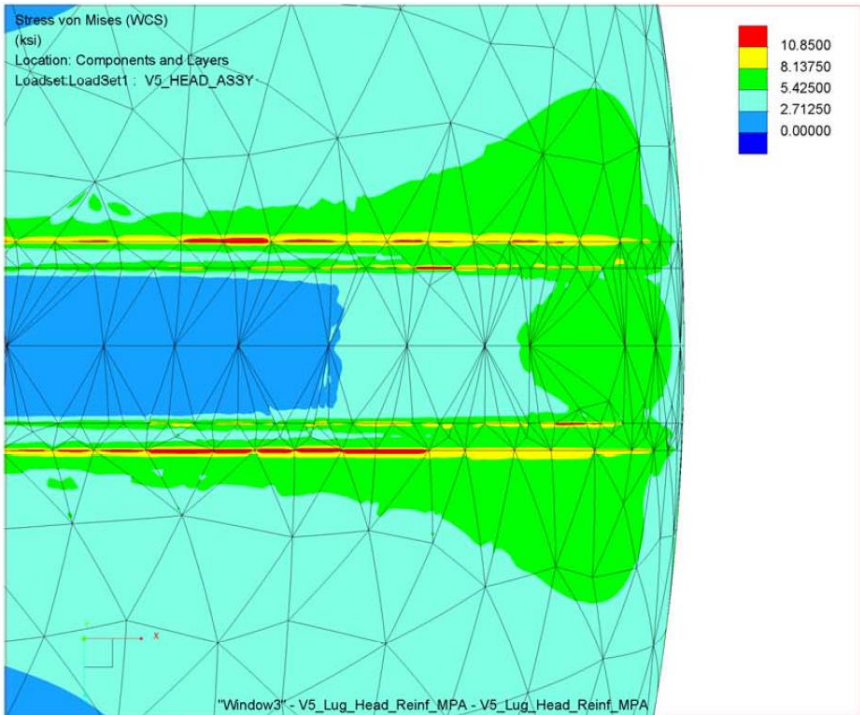 Stress von Mises (WCS)
(ksi)
Location: Components and Layers
Loadset:LoadSet1 : V5_HEAD_ASSY
10.8500
8.13750
5.42500
2.71250
0.00000
X
"Window3" - V5_Lug_Head_Reinf_MPA - V5_Lug_Head_Reinf_MPA